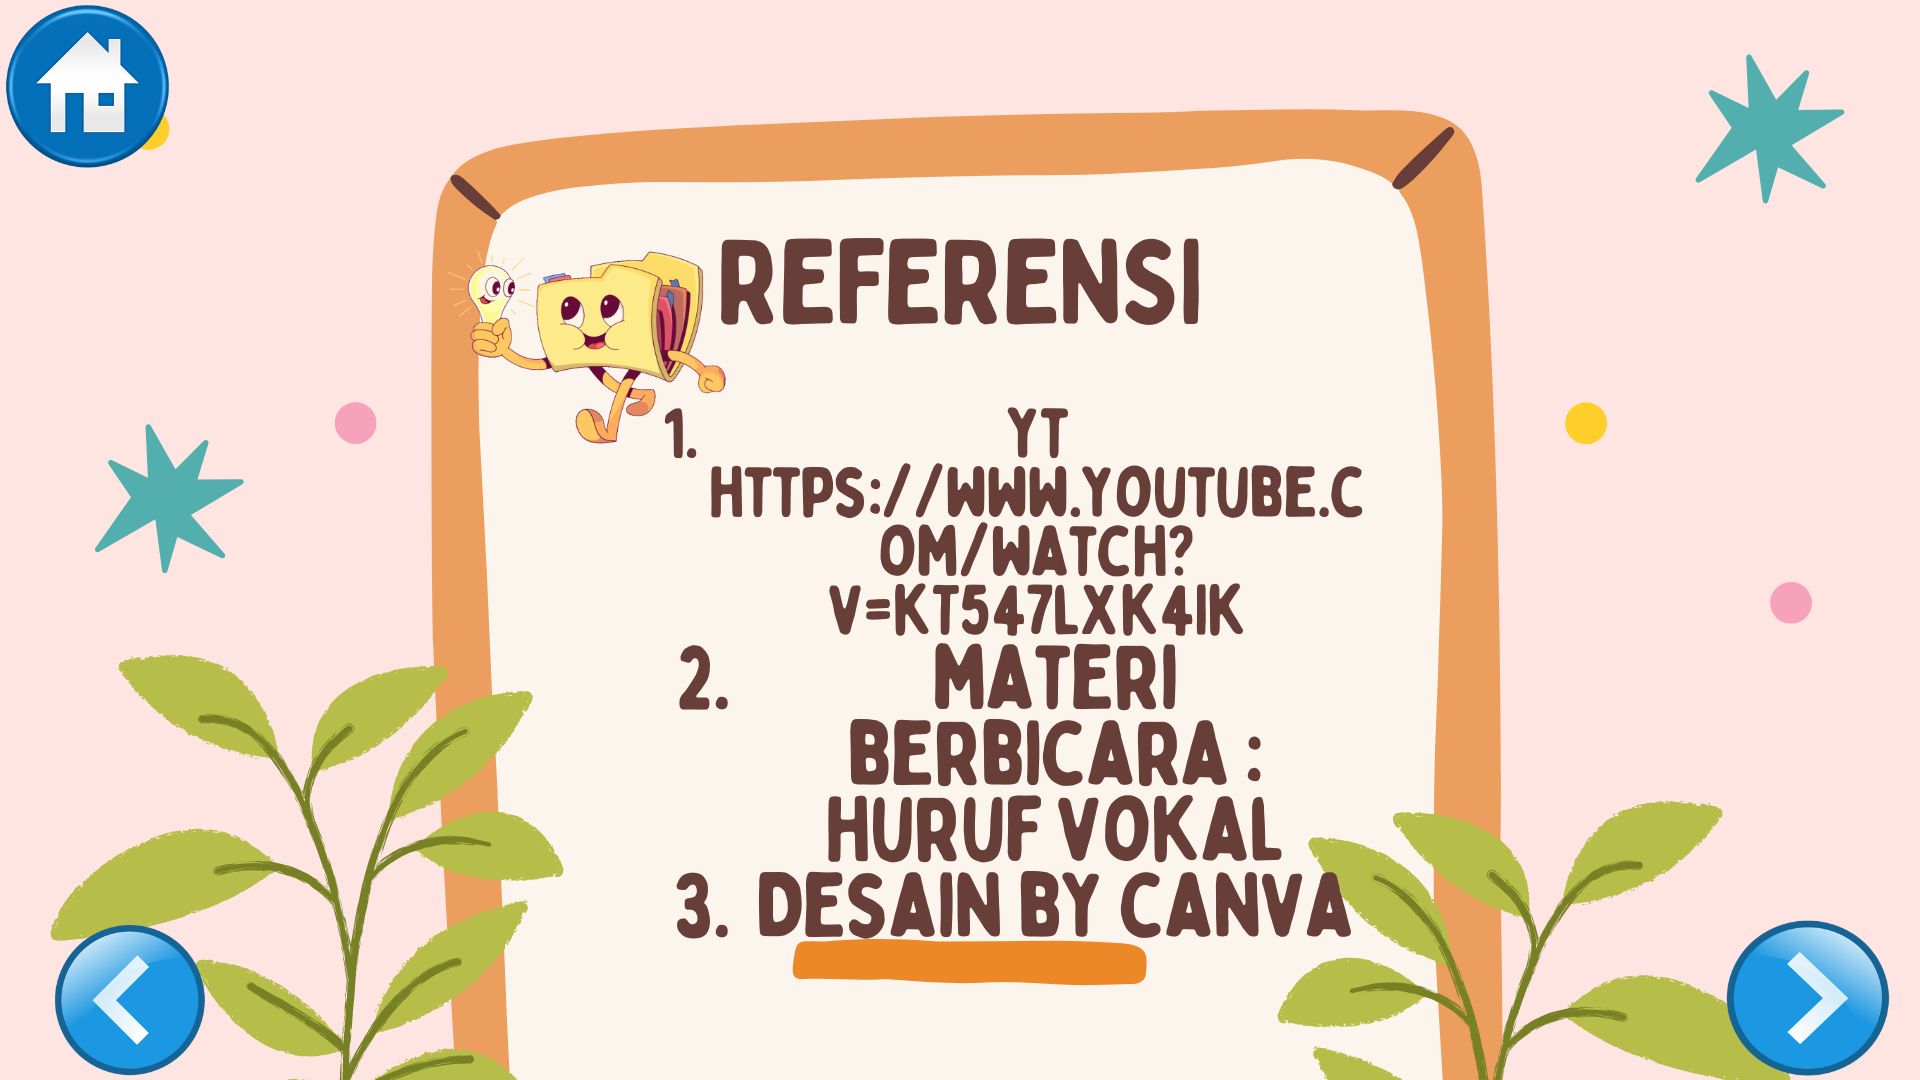 REFERENSI
1. YT
HTTPS://WWW.YOUTUBE.C
OM/WATCH?
V=KT547LXK4IK
2. MATERI
BERBICARA :
HURUF VOKAL
3. DESAIN BY CANVA